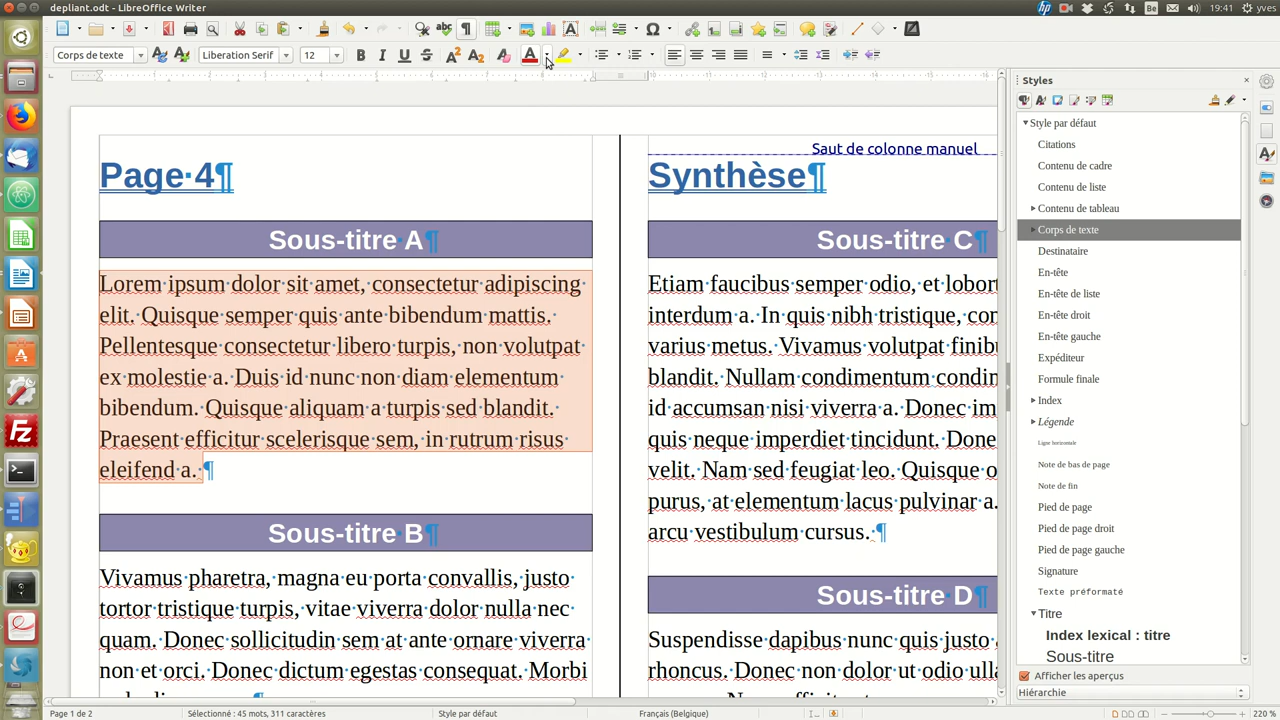 depliant.odt - LibreOffice Writer
Be
19:41
yves
Corps de texte
Liberation Serif
12
Page 4¶
Sous-titre A¶
Lorem ipsum dolor sit amet, consectetur adipiscing
elit. Quisque semper quis ante bibendum mattis.
Pellentesque consectetur libero turpis, non volutpat
ex molestie a. Duis id nunc non diam elementum
bibendum. Quisque aliquam a turpis sed blandit.
Praesent efficitur scelerisque sem, in rutrum risus
eleifend a. ¶
Sous-titre B¶
Vivamus pharetra, magna eu porta convallis, justo
tortor tristique turpis, vitae viverra dolor nulla nec
quam. Donec sollicitudin sem at ante ornare viverra
non et orci. Donec dictum egestas consequat. Morbi
Saut de colonne manuel
Synthèse¶
Sous-titre C¶
Etiam faucibus semper odio, et lobort
interdum a. In quis nibh tristique, con
varius metus. Vivamus volutpat finibu
blandit. Nullam condimentum condim
id accumsan nisi viverra a. Donec im
quis neque imperdiet tincidunt. Done
velit. Nam sed feugiat leo. Quisque o
purus, at elementum lacus pulvinar a.
arcu vestibulum cursus. ¶
Sous-titre D¶
Suspendisse dapibus nunc quis justo a
rhoncus. Donec non dolor ut odio ulla
Styles
Style par défaut
Citations
Contenu de cadre
Contenu de liste
Contenu de tableau
Corps de texte
Destinataire
En-tête
En-tête de liste
En-tête droit
En-tête gauche
Expéditeur
Formule finale
Index
Légende
Ligne horizontale
Note de bas de page
Note de fin
Pied de page
Pied de page droit
Pied de page gauche
Signature
Texte préformaté
Titre
Index lexical : titre
Sous-titre
Afficher les aperçus
Hiérarchie
Page 1 de 2
Sélectionné : 45 mots, 311 caractères
Style par défaut
Français (Belgique)
220 %